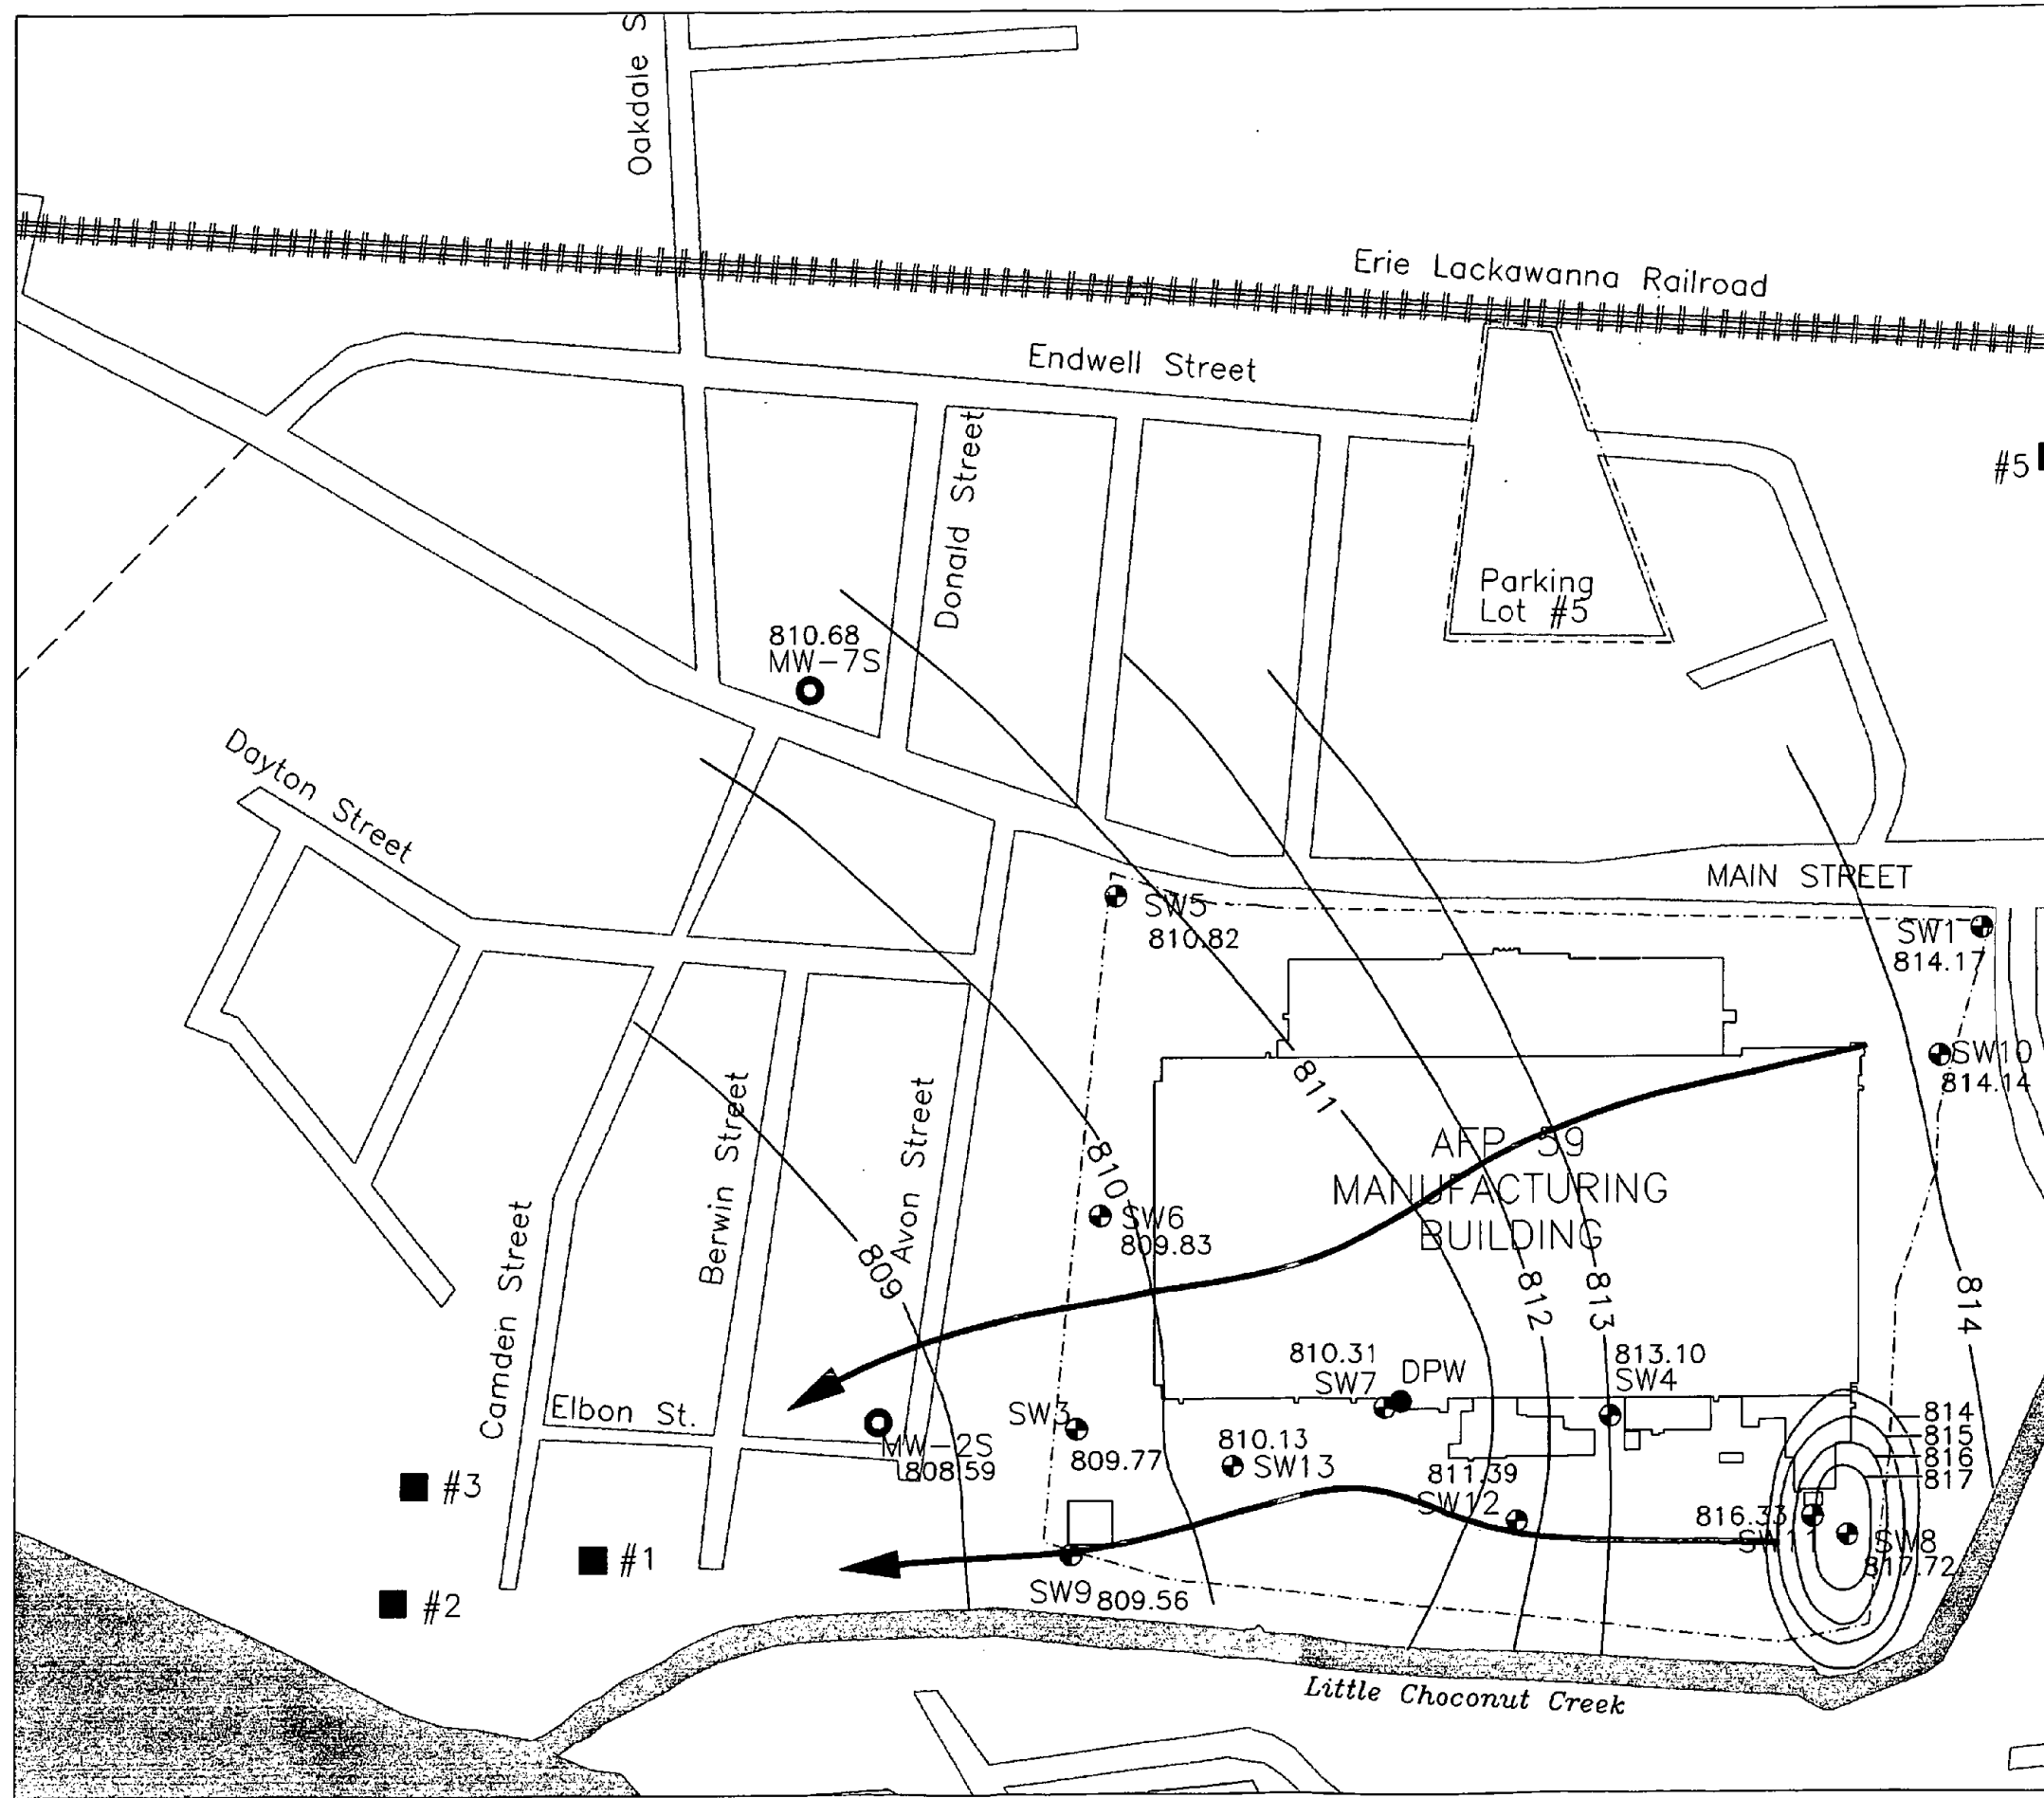 Oakdale S
Erie Lackawanna Railroad
Endwell Street
#5
Donald Street
Parking
Lot #5
810.68
MW-7S
Dayton Street
MAIN STREET
SW5
810.82
SW1
814.17
SW10
814.14
811
AFP 59
MANUFACTURING
BUILDING
810
SW6
809.83
Berwin Street
Avon Street
809
Camden Street
812
813
814
810.31
SW7
DPW
813.10
SW4
Elbon St.
MW-2S
808.59
SW3
809.77
810.13
SW13
811.39
SW12
814
815
816
817
816.33
SW11
SW8
817.72
#3
#1
#2
SW9
809.56
Little Choconut Creek